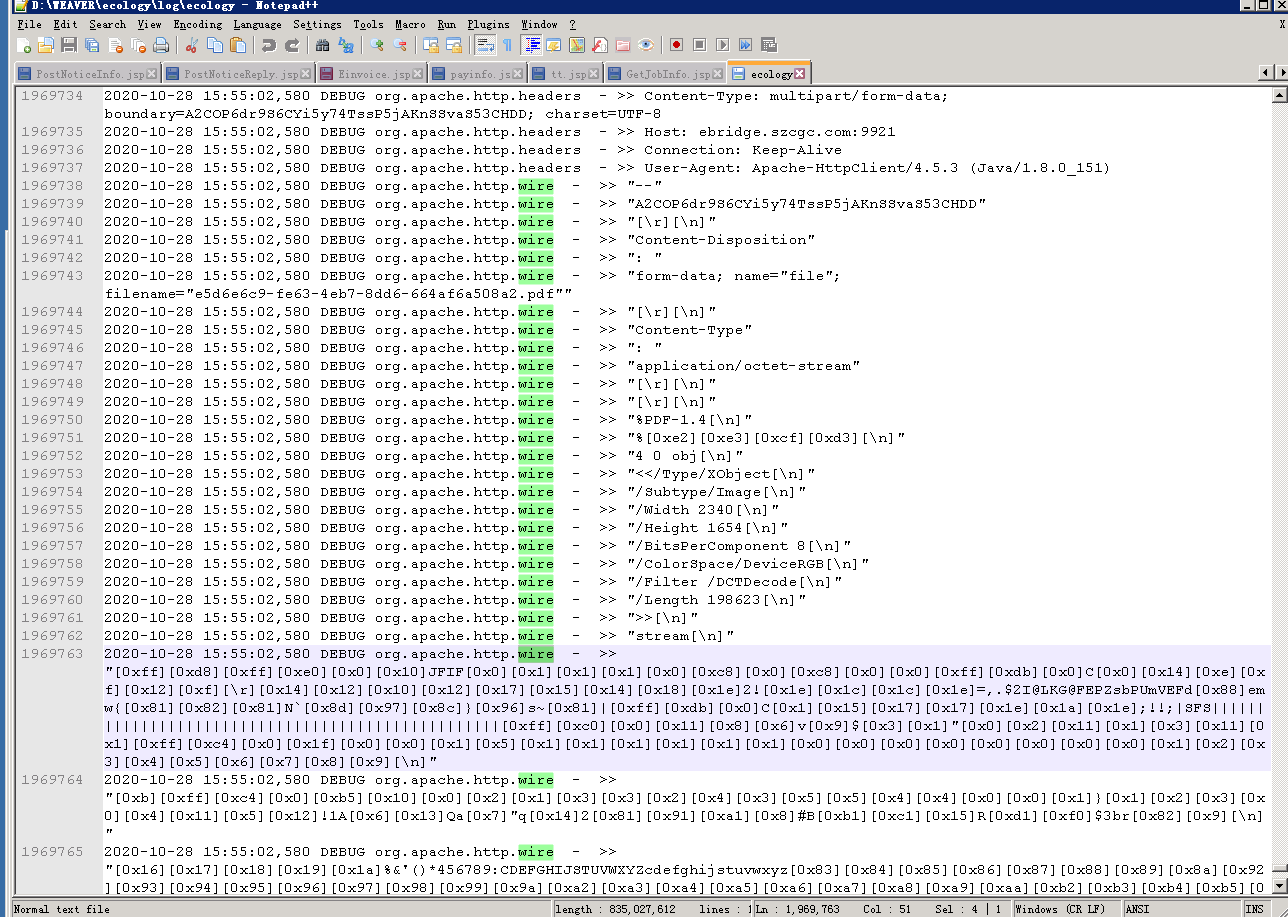 D:\WEAVER\ecology\log\ecology - Notepad++
File Edit Search View Encoding Language Settings Tools Macro Run Plugins Window ?
X
PostNoticeInfo.jsp PostNoticeReply.jsp Einvoice.jsp payinfo.js tt.jsp GetJobInfo.jsp ecology
1969734 2020-10-28 15:55:02,580 DEBUG org.apache.http.headers - >> Content-Type: multipart/form-data;
boundary=A2COP6dr9S6CYi5y74TssP5jAKnSSvaS53CHDD; charset=UTF-8
1969735 2020-10-28 15:55:02,580 DEBUG org.apache.http.headers - >> Host: ebridge.szcgc.com:9921
1969736 2020-10-28 15:55:02,580 DEBUG org.apache.http.headers - >> Connection: Keep-Alive
1969737 2020-10-28 15:55:02,580 DEBUG org.apache.http.headers - >> User-Agent: Apache-HttpClient/4.5.3 (Java/1.8.0_151)
1969738 2020-10-28 15:55:02,580 DEBUG org.apache.http.wire - >> "--"
1969739 2020-10-28 15:55:02,580 DEBUG org.apache.http.wire - >> "A2COP6dr9S6CYi5y74TssP5jAKnSSvaS53CHDD"
1969740 2020-10-28 15:55:02,580 DEBUG org.apache.http.wire - >> "[\r][\n]"
1969741 2020-10-28 15:55:02,580 DEBUG org.apache.http.wire - >> "Content-Disposition"
1969742 2020-10-28 15:55:02,580 DEBUG org.apache.http.wire - >> ": "
1969743 2020-10-28 15:55:02,580 DEBUG org.apache.http.wire - >> "form-data; name="file";
filename="e5d6e6c9-fe63-4eb7-8dd6-664af6a508a2.pdf""
1969744 2020-10-28 15:55:02,580 DEBUG org.apache.http.wire - >> "[\r][\n]"
1969745 2020-10-28 15:55:02,580 DEBUG org.apache.http.wire - >> "Content-Type"
1969746 2020-10-28 15:55:02,580 DEBUG org.apache.http.wire - >> ": "
1969747 2020-10-28 15:55:02,580 DEBUG org.apache.http.wire - >> "application/octet-stream"
1969748 2020-10-28 15:55:02,580 DEBUG org.apache.http.wire - >> "[\r][\n]"
1969749 2020-10-28 15:55:02,580 DEBUG org.apache.http.wire - >> "[\r][\n]"
1969750 2020-10-28 15:55:02,580 DEBUG org.apache.http.wire - >> "%PDF-1.4[\n]"
1969751 2020-10-28 15:55:02,580 DEBUG org.apache.http.wire - >> "%[0xe2][0xe3][0xcf][0xd3][\n]"
1969752 2020-10-28 15:55:02,580 DEBUG org.apache.http.wire - >> "4 0 obj[\n]"
1969753 2020-10-28 15:55:02,580 DEBUG org.apache.http.wire - >> "<</Type/XObject[\n]"
1969754 2020-10-28 15:55:02,580 DEBUG org.apache.http.wire - >> "/Subtype/Image[\n]"
1969755 2020-10-28 15:55:02,580 DEBUG org.apache.http.wire - >> "/Width 2340[\n]"
1969756 2020-10-28 15:55:02,580 DEBUG org.apache.http.wire - >> "/Height 1654[\n]"
1969757 2020-10-28 15:55:02,580 DEBUG org.apache.http.wire - >> "/BitsPerComponent 8[\n]"
1969758 2020-10-28 15:55:02,580 DEBUG org.apache.http.wire - >> "/ColorSpace/DeviceRGB[\n]"
1969759 2020-10-28 15:55:02,580 DEBUG org.apache.http.wire - >> "/Filter /DCTDecode[\n]"
1969760 2020-10-28 15:55:02,580 DEBUG org.apache.http.wire - >> "/Length 198623[\n]"
1969761 2020-10-28 15:55:02,580 DEBUG org.apache.http.wire - >> ">>[\n]"
1969762 2020-10-28 15:55:02,580 DEBUG org.apache.http.wire - >> "stream[\n]"
1969763 2020-10-28 15:55:02,580 DEBUG org.apache.http.wire - >>
"[0xff][0xd8][0xff][0xe0][0x0][0x10]JFIF[0x0][0x1][0x1][0x1][0x0][0xc8][0x0][0xc8][0x0][0x0][0xff][0xdb][0x0]C[0x0][0x14][0xe][0x
f][0x12][0xf][\r][0x14][0x12][0x10][0x12][0x17][0x15][0x14][0x18][0x1e]2![0x1e][0x1c][0x1c][0x1e]=,.$2I@LKG@FEPZsbPUmVEFd[0x88]em
w{[0x81][0x82][0x81]N`[0x8d][0x97][0x8c]}[0x96]s~[0x81]|[0xff][0xdb][0x0]C[0x1][0x15][0x17][0x17][0x1e][0x1a][0x1e];!!;|SFS||||||
||||||||||||||||||||||||||||||||||||||||||||[0xff][0xc0][0x0][0x11][0x8][0x6]v[0x9]$[0x3][0x1]"[0x0][0x2][0x11][0x1][0x3][0x11][0
x1][0xff][0xc4][0x0][0x1f][0x0][0x0][0x1][0x5][0x1][0x1][0x1][0x1][0x1][0x1][0x0][0x0][0x0][0x0][0x0][0x0][0x0][0x0][0x1][0x2][0x
3][0x4][0x5][0x6][0x7][0x8][0x9][\n]"
1969764 2020-10-28 15:55:02,580 DEBUG org.apache.http.wire - >>
"[0xb][0xff][0xc4][0x0][0xb5][0x10][0x0][0x2][0x1][0x3][0x3][0x2][0x4][0x3][0x5][0x5][0x4][0x4][0x0][0x0][0x1]}[0x1][0x2][0x3][0x
0][0x4][0x11][0x5][0x12]!1A[0x6][0x13]Qa[0x7]"q[0x14]2[0x81][0x91][0xa1][0x8]#B[0xb1][0xc1][0x15]R[0xd1][0xf0]$3br[0x82][0x9][\n]
"
1969765 2020-10-28 15:55:02,580 DEBUG org.apache.http.wire - >>
"[0x16][0x17][0x18][0x19][0x1a]%&'()*456789:CDEFGHIJSTUVWXYZcdefghijstuvwxyz[0x83][0x84][0x85][0x86][0x87][0x88][0x89][0x8a][0x92
][0x93][0x94][0x95][0x96][0x97][0x98][0x99][0x9a][0xa2][0xa3][0xa4][0xa5][0xa6][0xa7][0xa8][0xa9][0xaa][0xb2][0xb3][0xb4][0xb5][0
Normal text file length : 835,027,612 lines : 1 Ln : 1,969,763 Col : 51 Sel : 4 | 1 Windows (CR LF) ANSI INS